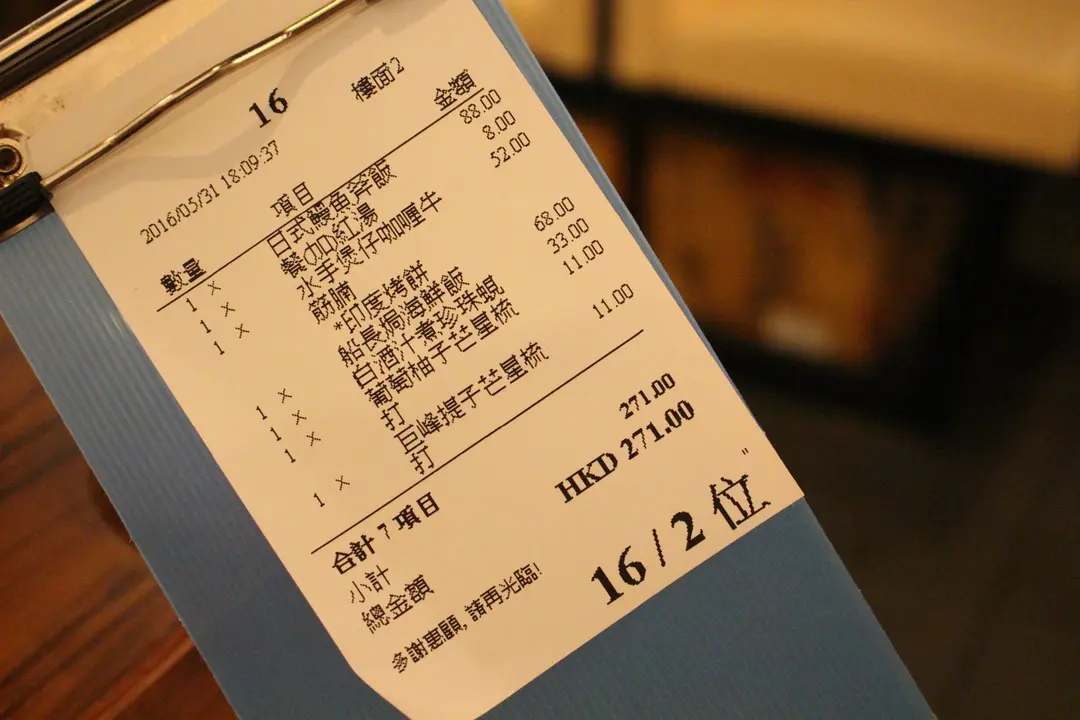 16 樓面2
2016/05/31 18:09:37
數量 項目 金額
1 × 日式鰻魚弈飯 88.00
1 × 餐(加)紅湯 8.00
1 × 水手煲仔咖喱牛 52.00
筋腩
*印度烤餅
1 × 船長焗海鮮飯 68.00
1 × 白酒汁煮珍珠蜆 33.00
1 × 葡萄柚子芒星梳 11.00
打
1 × 巨峰提子芒星梳 11.00
打
合計 7 項目
小計 271.00
總金額 HKD 271.00
"
16 / 2 位
多謝惠顧, 請再光臨!